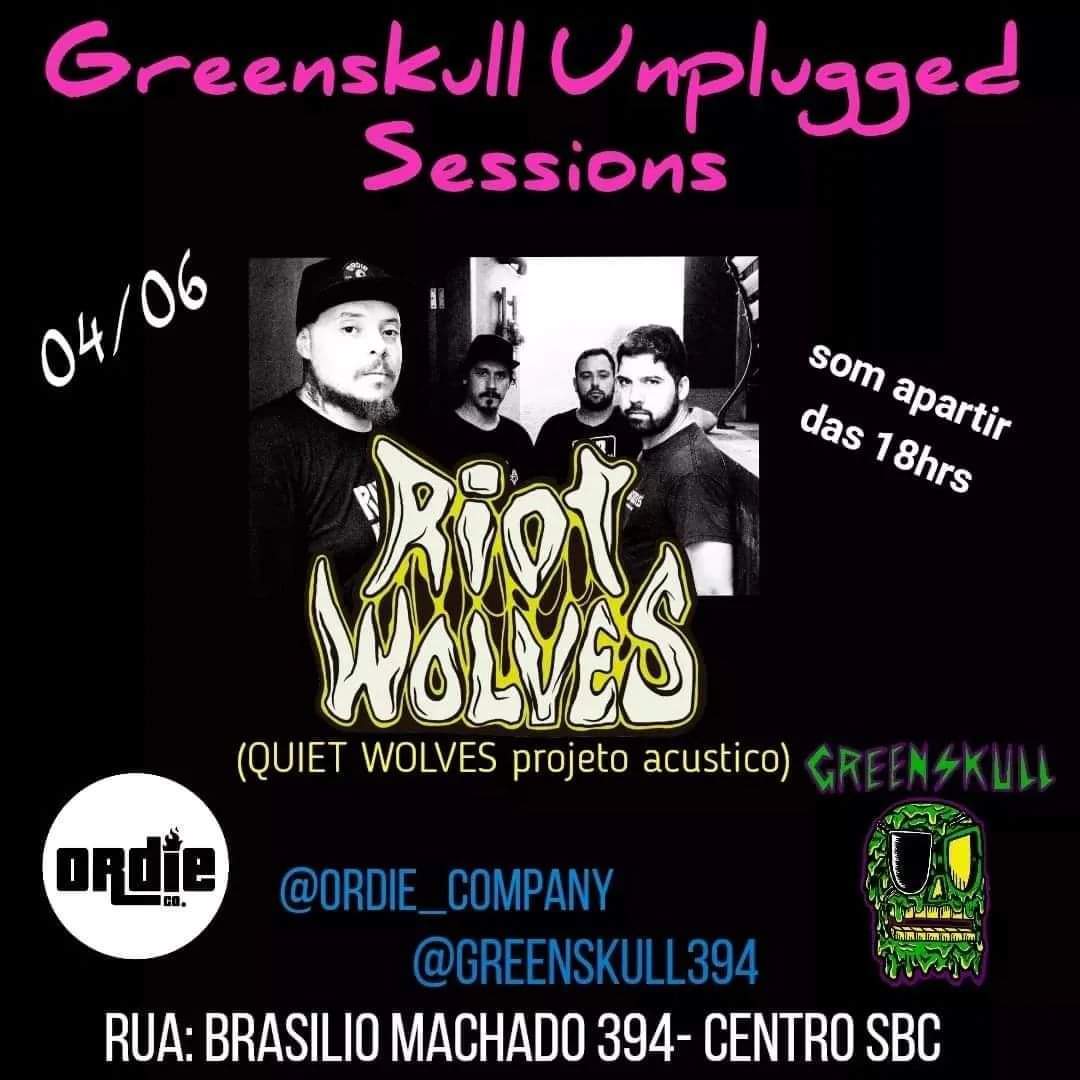 Greenskull Unplugged
Sessions
04/06
som apartir
das 18hrs
RIOT
WOLVES
(QUIET WOLVES projeto acustico)
GREENSKULL
ORdie
CO.
@ORDIE_COMPANY
@GREENSKULL394
RUA: BRASILIO MACHADO 394- CENTRO SBC